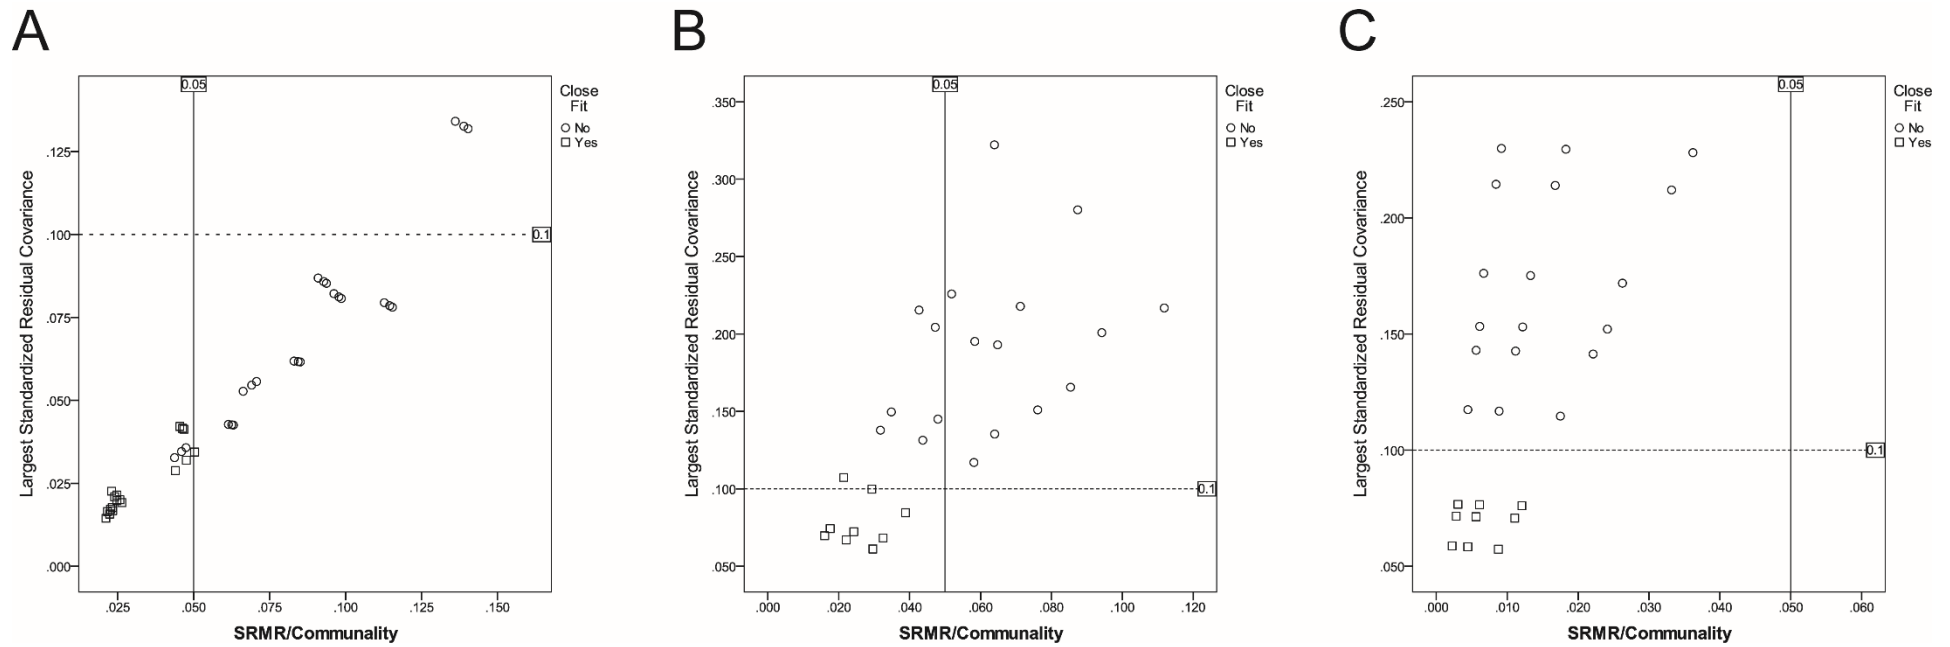 A
B
C
0.05
Close
Fit
No
Yes
.125
.100
.075
.050
.025
.000
0.1
Largest Standardized Residual Covariance
.025
.050
.075
.100
.125
.150
SRMR/Communality
0.05
Close
Fit
No
Yes
.350
.300
.250
.200
.150
.100
.050
0.1
Largest Standardized Residual Covariance
.000
.020
.040
.060
.080
.100
.120
SRMR/Communality
0.05
Close
Fit
No
Yes
.250
.200
.150
.100
.050
0.1
Largest Standardized Residual Covariance
.000
.010
.020
.030
.040
.050
.060
SRMR/Communality